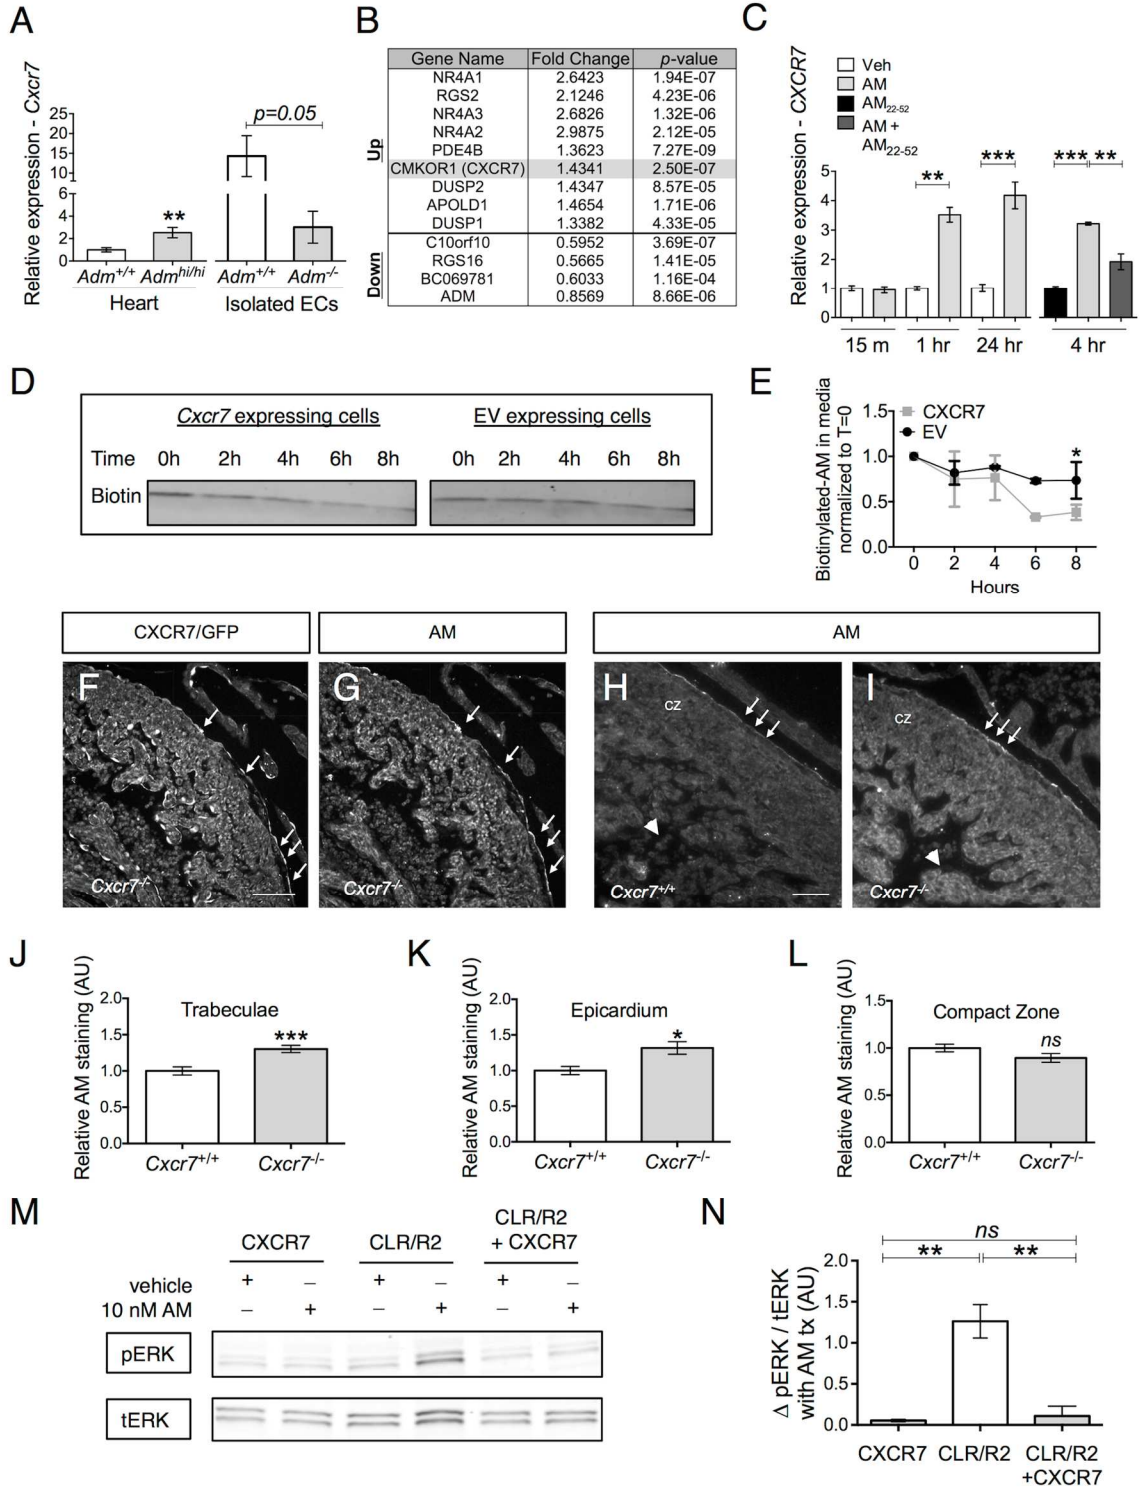 A
Relative expression - Cxcr7
25
20
15
10
6
4
2
0
**
p=0.05
Adm+/+ Admhi/hi Adm+/+ Adm-/-
Heart Isolated ECs
B
Gene Name Fold Change p-value
Up
NR4A1 2.6423 1.94E-07
RGS2 2.1246 4.23E-06
NR4A3 2.6826 1.32E-06
NR4A2 2.9875 2.12E-05
PDE4B 1.3623 7.27E-09
CMKOR1 (CXCR7) 1.4341 2.50E-07
DUSP2 1.4347 8.57E-05
APOLD1 1.4654 1.71E-06
DUSP1 1.3382 4.33E-05
Down
C10orf10 0.5952 3.69E-07
RGS16 0.5665 1.41E-05
BC069781 0.6033 1.16E-04
ADM 0.8569 8.66E-06
C
Relative expression - CXCR7
Veh
AM
AM22-52
AM +
AM22-52
5
4
3
2
1
0
** *** *** **
15 m 1 hr 24 hr 4 hr
D
Cxcr7 expressing cells EV expressing cells
Time 0h 2h 4h 6h 8h 0h 2h 4h 6h 8h
Biotin
E
Biotinylated-AM in media
normalized to T=0
CXCR7
EV
1.5
1.0
0.5
0.0
*
0 2 4 6 8
Hours
CXCR7/GFP AM AM
F G H I
cz cz
Cxcr7-/- Cxcr7-/- Cxcr7+/+ Cxcr7-/-
J
Relative AM staining (AU)
Trabeculae
2.0
1.5
1.0
0.5
0.0
***
Cxcr7+/+ Cxcr7-/-
K
Relative AM staining (AU)
Epicardium
2.0
1.5
1.0
0.5
0.0
*
Cxcr7+/+ Cxcr7-/-
L
Relative AM staining (AU)
Compact Zone
1.5
1.0
0.5
0.0
ns
Cxcr7+/+ Cxcr7-/-
M
CXCR7 CLR/R2 CLR/R2
+ CXCR7
vehicle + – + – + –
10 nM AM – + – + – +
pERK
tERK
N
Δ pERK / tERK
with AM tx (AU)
ns
** **
2.0
1.5
1.0
0.5
0.0
CXCR7 CLR/R2 CLR/R2
+CXCR7